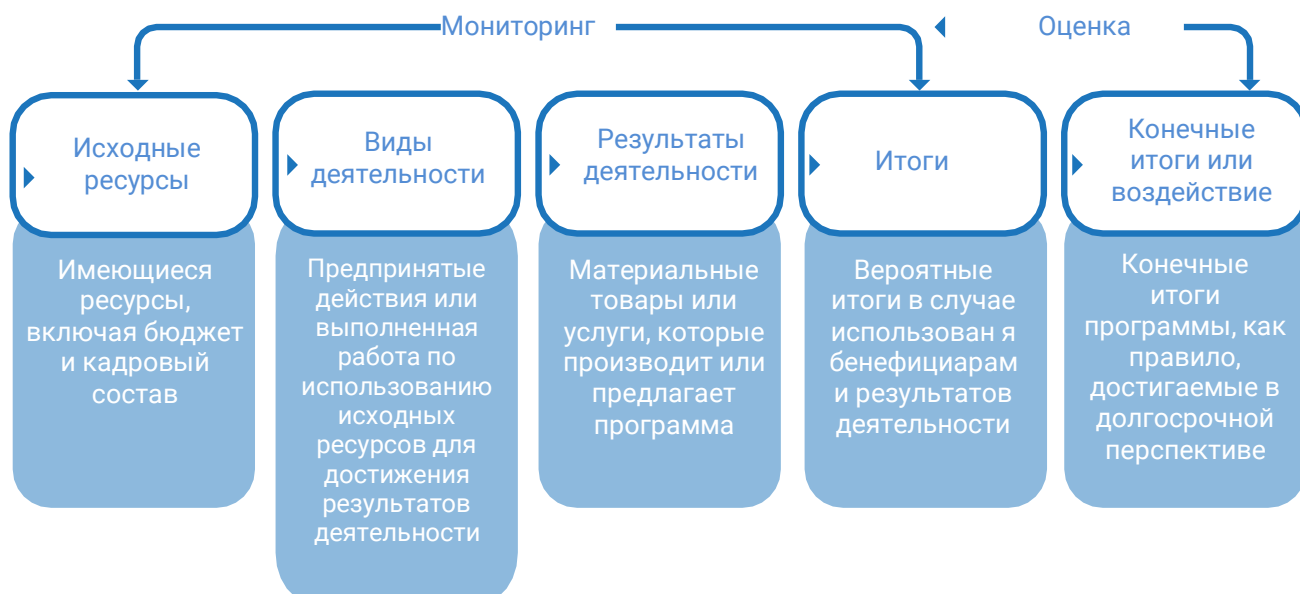 Мониторинг
Оценка
Исходные
ресурсы
Виды
деятельности
Результаты
деятельности
Итоги
Конечные
итоги или
воздействие
Имеющиеся
ресурсы,
включая бюджет
и кадровый
состав
Предпринятые
действия или
выполненная
работа по
использованию
исходных
ресурсов для
достижения
результатов
деятельности
Материальные
товары или
услуги, которые
производит или
предлагает
программа
Вероятные
итоги в случае
использован я
бенефициарам
и результатов
деятельности
Конечные
итоги
программы, как
правило,
достигаемые в
долгосрочной
перспективе